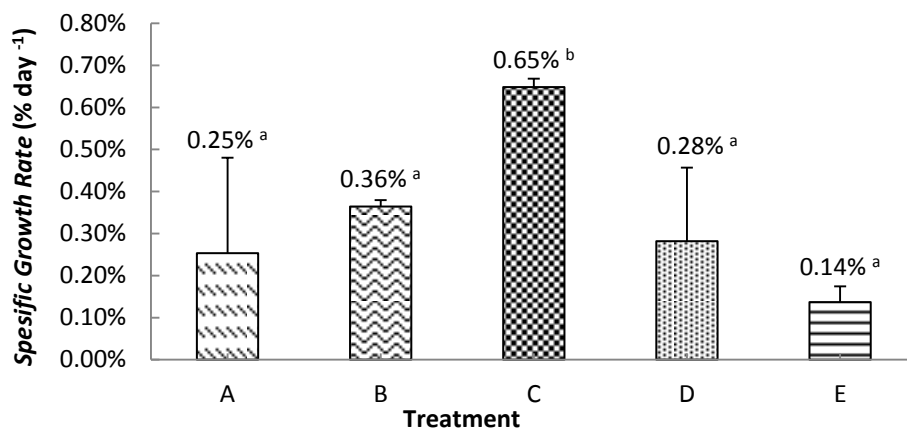 Spesific Growth Rate (% day ⁻¹)
0.80%
0.70%
0.60%
0.50%
0.40%
0.30%
0.20%
0.10%
0.00%
0.25% ᵃ
0.36% ᵃ
0.65% ᵇ
0.28% ᵃ
0.14% ᵃ
A B C D E
Treatment